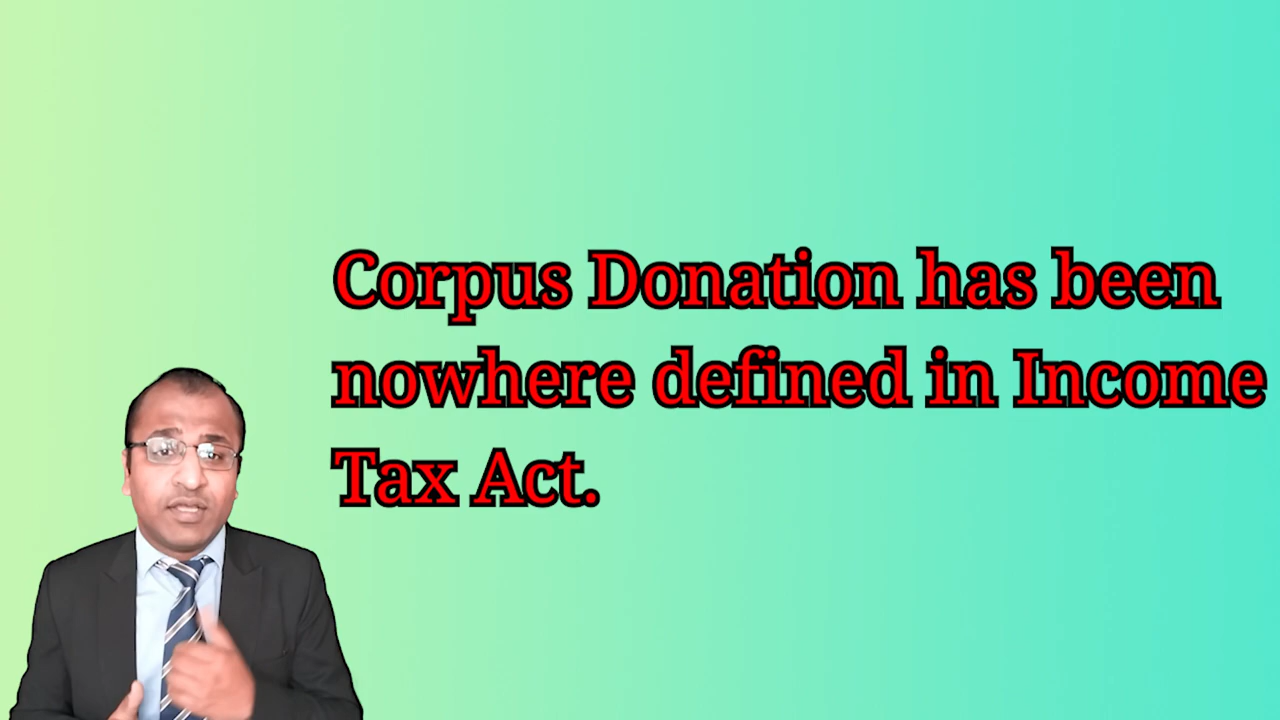 Corpus Donation has been
nowhere defined in Income
Tax Act.